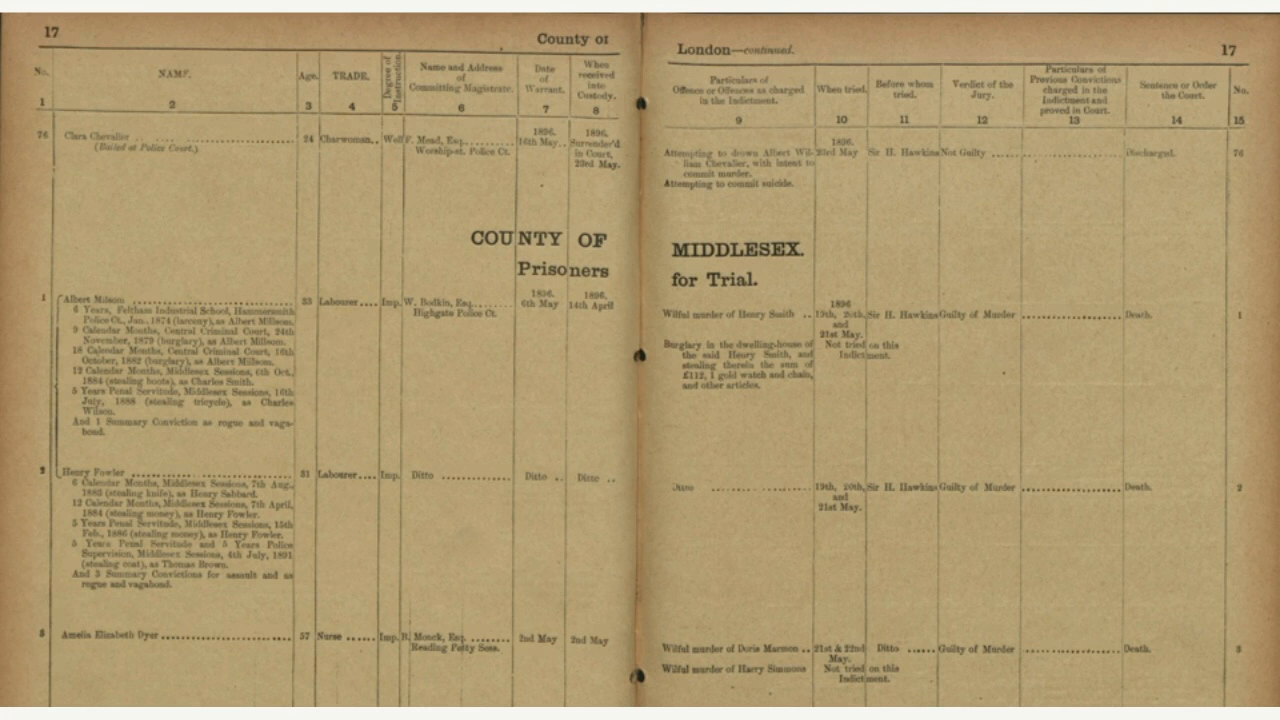 17
County of
No.
NAME.
Age.
TRADE.
Degree of Instruction.
Name and Address
of
Committing Magistrate.
Date
of
Warrant.
When
received
into
Custody.
1 2 3 4 5 6 7 8
76 Clara Chevalier .. 24 Charwoman.. Well F. Mead, Esq. 1896. 16th May.. 1896. Surrender'd
(Bailed at Police Court.) Worship-st. Police Ct. in Court,
23rd May.
COUNTY OF
Prisoners
1 Albert Milsom 33 Labourer.... Imp. W. Bodkin, Esq. 1896. 6th May 1896. 14th April
6 Years, Feltham Industrial School, Hammersmith Highgate Police Ct.
Police Ct., Jan., 1874 (larceny), as Albert Millsom.
9 Calendar Months, Central Criminal Court, 24th
November, 1879 (burglary), as Albert Millsom.
18 Calendar Months, Central Criminal Court, 16th
October, 1882 (burglary), as Albert Millsom.
12 Calendar Months, Middlesex Sessions, 6th Oct.,
1884 (stealing boots), as Charles Smith.
5 Years Penal Servitude, Middlesex Sessions, 16th
July, 1888 (stealing tricycle), as Charles
Wilson.
And 1 Summary Conviction as rogue and vaga-
bond.
2 Henry Fowler 31 Labourer.... Imp. Ditto Ditto .. Ditto ..
6 Calendar Months, Middlesex Sessions, 7th Aug.,
1883 (stealing knife), as Henry Sabbard.
12 Calendar Months, Middlesex Sessions, 7th April,
1884 (stealing money), as Henry Fowler.
5 Years Penal Servitude, Middlesex Sessions, 15th
Feb., 1886 (stealing money), as Henry Fowler.
5 Years Penal Servitude and 5 Years Police
Supervision, Middlesex Sessions, 4th July, 1891
(stealing coat), as Thomas Brown.
And 3 Summary Convictions for assault and as
rogue and vagabond.
3 Amelia Elizabeth Dyer 57 Nurse Imp. B. Monck, Esq. 2nd May 2nd May
Reading Petty Sess.
London—continued.
17
Particulars of
Offence or Offences as charged
in the Indictment.
When tried.
Before whom
tried.
Verdict of the
Jury.
Particulars of
Previous Convictions
charged in the
Indictment and
proved in Court.
Sentence or Order
of the Court.
No.
9 10 11 12 13 14 15
1896.
Attempting to drown Albert Wil- 23rd May Sir H. Hawkins Not Guilty Discharged. 76
liam Chevalier, with intent to
commit murder.
Attempting to commit suicide.
MIDDLESEX.
for Trial.
1896
Wilful murder of Henry Smith .. 19th, 20th, Sir H. Hawkins Guilty of Murder Death. 1
and
21st May.
Burglary in the dwelling-house of Not tried on this
the said Henry Smith, and Indictment.
stealing therein the sum of
£112, 1 gold watch and chain,
and other articles.
Ditto 19th, 20th, Sir H. Hawkins Guilty of Murder Death. 2
and
21st May.
Wilful murder of Doris Marmon .. 21st & 22nd Ditto Guilty of Murder Death. 3
May.
Wilful murder of Harry Simmons Not tried on this
Indictment.